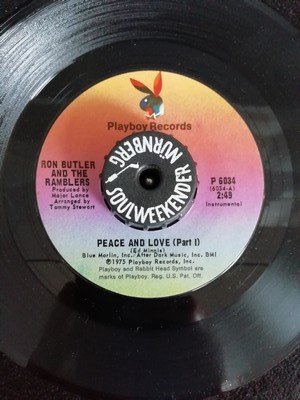 Playboy Records
RON BUTLER
AND THE
RAMBLERS
Produced by
Major Lance
Arranged by
Tammy Stewart
NÜRNBERG
SOULWEEKENDER
P 6034
(6034-A)
2:49
Instrumental
PEACE AND LOVE (Part I)
(Ed Minnie)
Blue Marlin, Inc./After Dark Music, Inc. BMI
℗1975 Playboy Records, Inc.
Playboy and Rabbit Head Symbol are
marks of Playboy. Reg. U.S. Pat. Off.